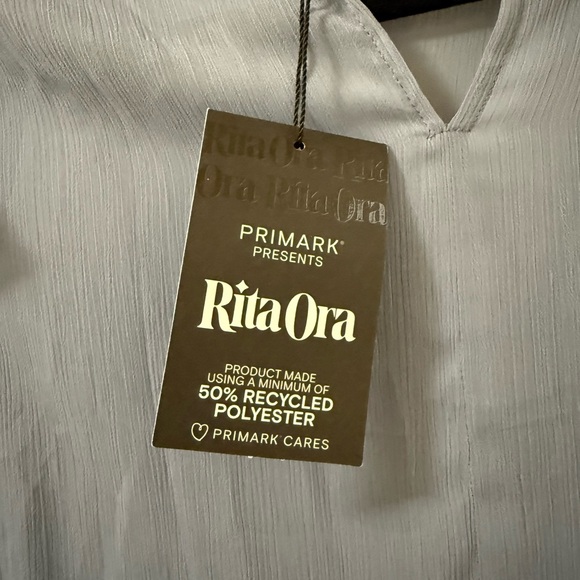 Rita Ora Rita
Ora Rita Ora
PRIMARK®
PRESENTS
Rita Ora
PRODUCT MADE
USING A MINIMUM OF
50% RECYCLED
POLYESTER
PRIMARK CARES